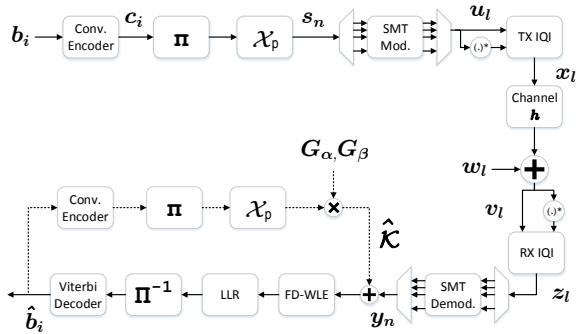 b_i
Conv. Encoder
c_i
Π
𝒳_p
s_n
SMT Mod.
u_l
(.)*
TX IQI
x_l
Channel h
w_l
+
v_l
(.)*
RX IQI
z_l
G_α,G_β
Conv. Encoder
Π
𝒳_p
×
𝒦̂
b̂_i
Viterbi Decoder
Π^{-1}
LLR
FD-WLE
+
y_n
SMT Demod.